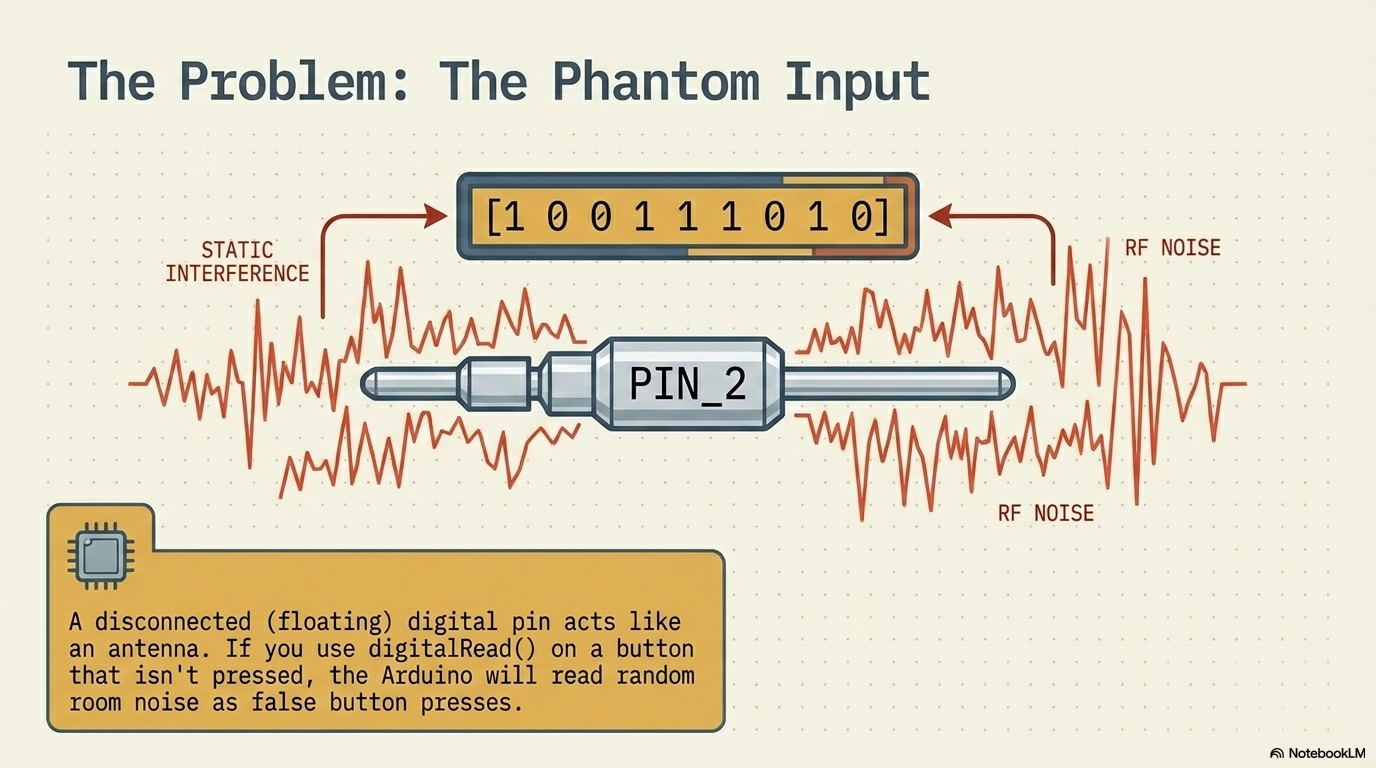 The Problem: The Phantom Input
[1 0 0 1 1 1 0 1 0]
STATIC
INTERFERENCE
RF NOISE
PIN_2
RF NOISE
A disconnected (floating) digital pin acts like
an antenna. If you use digitalRead() on a button
that isn't pressed, the Arduino will read random
room noise as false button presses.
NotebookLM